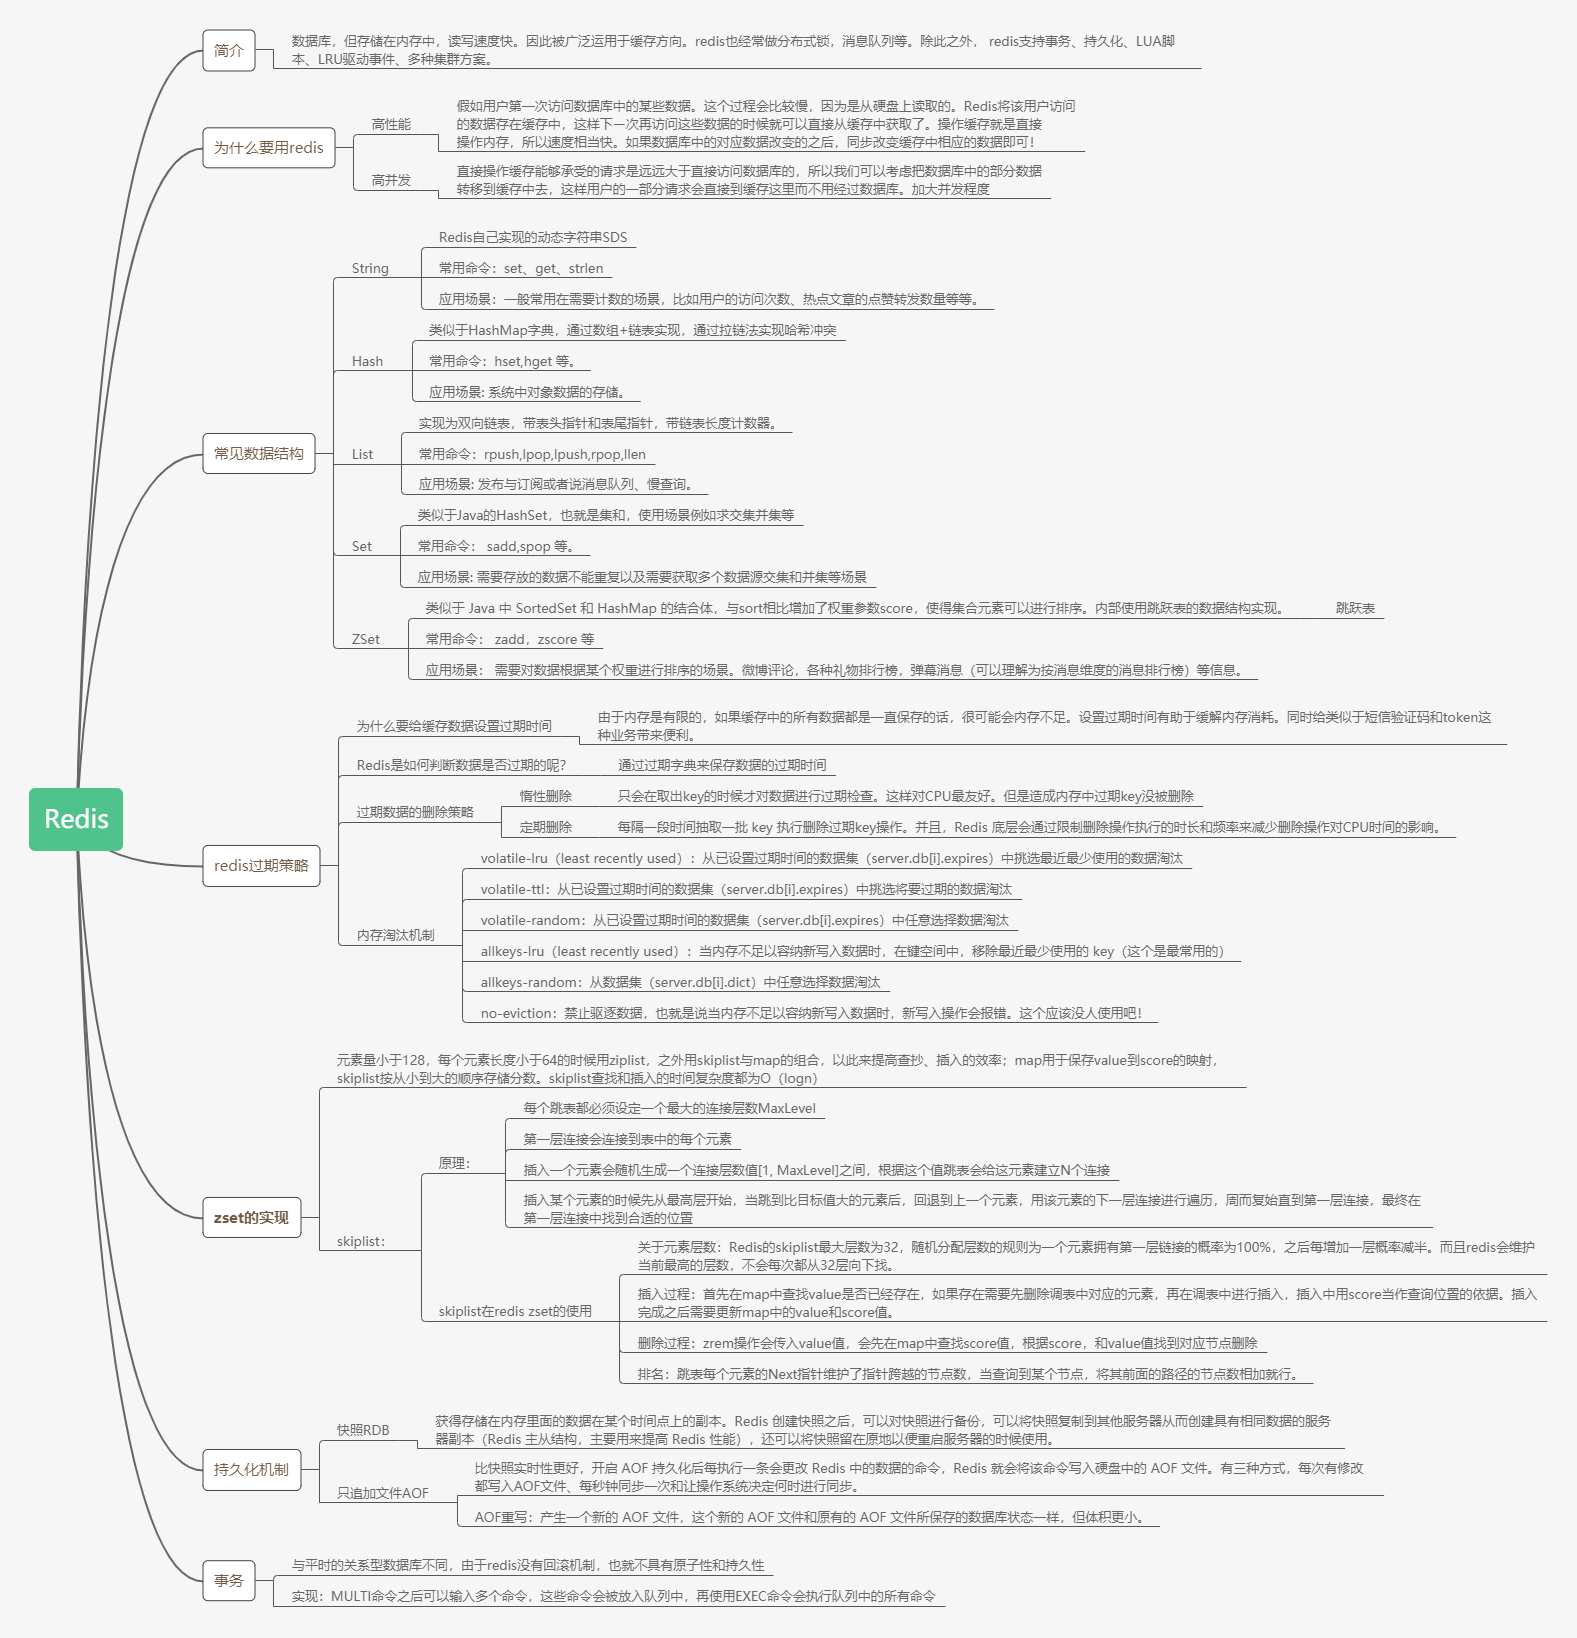 Redis
简介
数据库，但存储在内存中，读写速度快。因此被广泛运用于缓存方向。redis也经常做分布式锁，消息队列等。除此之外， redis支持事务、持久化、LUA脚
本、LRU驱动事件、多种集群方案。
为什么要用redis
高性能
假如用户第一次访问数据库中的某些数据。这个过程会比较慢，因为是从硬盘上读取的。Redis将该用户访问
的数据存在缓存中，这样下一次再访问这些数据的时候就可以直接从缓存中获取了。操作缓存就是直接
操作内存，所以速度相当快。如果数据库中的对应数据改变的之后，同步改变缓存中相应的数据即可！
高并发
直接操作缓存能够承受的请求是远远大于直接访问数据库的，所以我们可以考虑把数据库中的部分数据
转移到缓存中去，这样用户的一部分请求会直接到缓存这里而不用经过数据库。加大并发程度
常见数据结构
String
Redis自己实现的动态字符串SDS
常用命令：set、get、strlen
应用场景：一般常用在需要计数的场景，比如用户的访问次数、热点文章的点赞转发数量等等。
Hash
类似于HashMap字典，通过数组+链表实现，通过拉链法实现哈希冲突
常用命令：hset,hget 等。
应用场景: 系统中对象数据的存储。
List
实现为双向链表，带表头指针和表尾指针，带链表长度计数器。
常用命令：rpush,lpop,lpush,rpop,llen
应用场景: 发布与订阅或者说消息队列、慢查询。
Set
类似于Java的HashSet，也就是集和，使用场景例如求交集并集等
常用命令： sadd,spop 等。
应用场景: 需要存放的数据不能重复以及需要获取多个数据源交集和并集等场景
ZSet
类似于 Java 中 SortedSet 和 HashMap 的结合体，与sort相比增加了权重参数score，使得集合元素可以进行排序。内部使用跳跃表的数据结构实现。
跳跃表
常用命令： zadd，zscore 等
应用场景： 需要对数据根据某个权重进行排序的场景。微博评论，各种礼物排行榜，弹幕消息（可以理解为按消息维度的消息排行榜）等信息。
redis过期策略
为什么要给缓存数据设置过期时间
由于内存是有限的，如果缓存中的所有数据都是一直保存的话，很可能会内存不足。设置过期时间有助于缓解内存消耗。同时给类似于短信验证码和token这
种业务带来便利。
Redis是如何判断数据是否过期的呢？
通过过期字典来保存数据的过期时间
过期数据的删除策略
惰性删除
只会在取出key的时候才对数据进行过期检查。这样对CPU最友好。但是造成内存中过期key没被删除
定期删除
每隔一段时间抽取一批 key 执行删除过期key操作。并且，Redis 底层会通过限制删除操作执行的时长和频率来减少删除操作对CPU时间的影响。
内存淘汰机制
volatile-lru（least recently used）：从已设置过期时间的数据集（server.db[i].expires）中挑选最近最少使用的数据淘汰
volatile-ttl：从已设置过期时间的数据集（server.db[i].expires）中挑选将要过期的数据淘汰
volatile-random：从已设置过期时间的数据集（server.db[i].expires）中任意选择数据淘汰
allkeys-lru（least recently used）：当内存不足以容纳新写入数据时，在键空间中，移除最近最少使用的 key（这个是最常用的）
allkeys-random：从数据集（server.db[i].dict）中任意选择数据淘汰
no-eviction：禁止驱逐数据，也就是说当内存不足以容纳新写入数据时，新写入操作会报错。这个应该没人使用吧！
zset的实现
元素量小于128，每个元素长度小于64的时候用ziplist，之外用skiplist与map的组合，以此来提高查抄、插入的效率；map用于保存value到score的映射，
skiplist按从小到大的顺序存储分数。skiplist查找和插入的时间复杂度都为O（logn）
skiplist：
原理：
每个跳表都必须设定一个最大的连接层数MaxLevel
第一层连接会连接到表中的每个元素
插入一个元素会随机生成一个连接层数值[1, MaxLevel]之间，根据这个值跳表会给这元素建立N个连接
插入某个元素的时候先从最高层开始，当跳到比目标值大的元素后，回退到上一个元素，用该元素的下一层连接进行遍历，周而复始直到第一层连接，最终在
第一层连接中找到合适的位置
skiplist在redis zset的使用
关于元素层数：Redis的skiplist最大层数为32，随机分配层数的规则为一个元素拥有第一层链接的概率为100%，之后每增加一层概率减半。而且redis会维护
当前最高的层数，不会每次都从32层向下找。
插入过程：首先在map中查找value是否已经存在，如果存在需要先删除调表中对应的元素，再在调表中进行插入，插入中用score当作查询位置的依据。插入
完成之后需要更新map中的value和score值。
删除过程：zrem操作会传入value值，会先在map中查找score值，根据score，和value值找到对应节点删除
排名：跳表每个元素的Next指针维护了指针跨越的节点数，当查询到某个节点，将其前面的路径的节点数相加就行。
持久化机制
快照RDB
获得存储在内存里面的数据在某个时间点上的副本。Redis 创建快照之后，可以对快照进行备份，可以将快照复制到其他服务器从而创建具有相同数据的服务
器副本（Redis 主从结构，主要用来提高 Redis 性能），还可以将快照留在原地以便重启服务器的时候使用。
只追加文件AOF
比快照实时性更好，开启 AOF 持久化后每执行一条会更改 Redis 中的数据的命令，Redis 就会将该命令写入硬盘中的 AOF 文件。有三种方式，每次有修改
都写入AOF文件、每秒钟同步一次和让操作系统决定何时进行同步。
AOF重写：产生一个新的 AOF 文件，这个新的 AOF 文件和原有的 AOF 文件所保存的数据库状态一样，但体积更小。
事务
与平时的关系型数据库不同，由于redis没有回滚机制，也就不具有原子性和持久性
实现：MULTI命令之后可以输入多个命令，这些命令会被放入队列中，再使用EXEC命令会执行队列中的所有命令